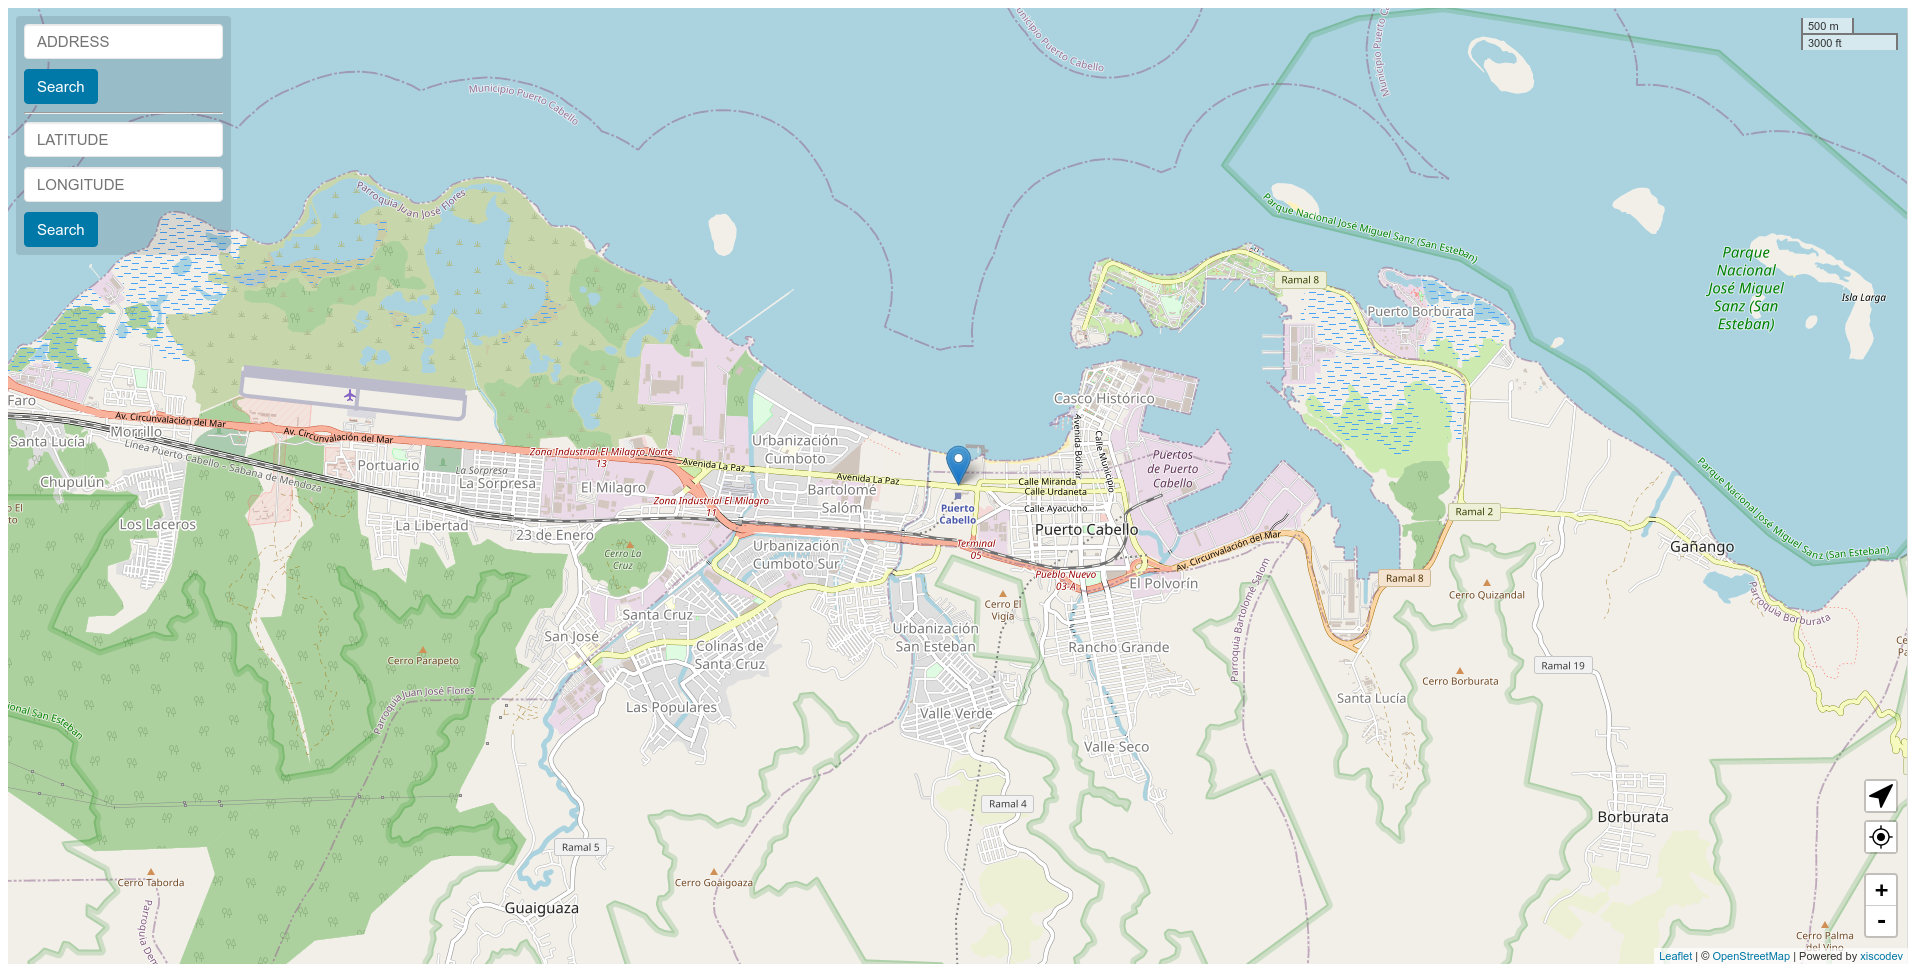 ADDRESS
Search
LATITUDE
LONGITUDE
Search
500 m
3000 ft
Municipio Puerto Cabello
Municipio Puerto Cabello
Municipio Puerto Cabello
Parroquia Juan José Flores
Parque Nacional José Miguel Sanz (San Esteban)
Parque
Nacional
José Miguel
Sanz (San
Esteban)
Isla Larga
Ramal 8
Puerto Borburata
Casco Histórico
Faro
Av. Circunvalación del Mar
Av. Circunvalación del Mar
Morrillo
Santa Lucía
Línea Puerto Cabello - Sabana de Mendoza
Portuario
La Sorpresa
La Sorpresa
Chupulún
Los Laceros
La Libertad
23 de Enero
Zona Industrial El Milagro Norte
13
El Milagro
Zona Industrial El Milagro
11
Avenida La Paz
Avenida La Paz
Urbanización
Cumboto
Bartolomé
Salóm
Puerto
Cabello
Avenida Bolívar
Calle Municipio
Calle Miranda
Calle Urdaneta
Calle Ayacucho
Puerto Cabello
Puertos
de Puerto
Cabello
Terminal
05
Pueblo Nuevo
03-A
Av. Circunvalación del Mar
El Polvorín
Ramal 2
Ramal 8
Gañango
Parque Nacional José Miguel Sanz (San Esteban)
Parroquia Borburata
Cerro Quizandal
Cerro La
Cruz
Urbanización
Cumboto Sur
Cerro El
Vigía
Santa Cruz
San José
Colinas de
Santa Cruz
Urbanización
San Esteban
Rancho Grande
Parroquia Bartolomé Salom
Cerro Parapeto
Parroquia Juan José Flores
Las Populares
Valle Verde
Valle Seco
Santa Lucía
Cerro Borburata
Ramal 19
Ramal 4
Ramal 5
Borburata
Cerro Taborda
Cerro Goaigoaza
Guaiguaza
Cerro Palma
del Vino
+
-
Leaflet | © OpenStreetMap | Powered by xiscodev